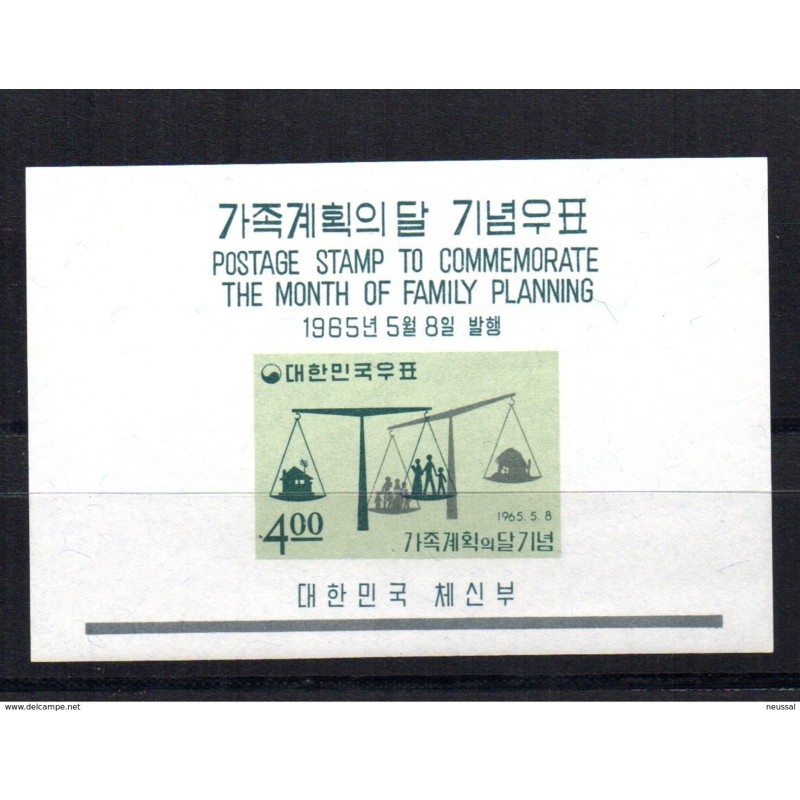 가족계획의 달 기념우표
POSTAGE STAMP TO COMMEMORATE
THE MONTH OF FAMILY PLANNING
1965년 5월 8일 발행
대한민국우표
1965. 5. 8
4.00
가족계획의달기념
대한민국 체신부
www.delcampe.net
neussal